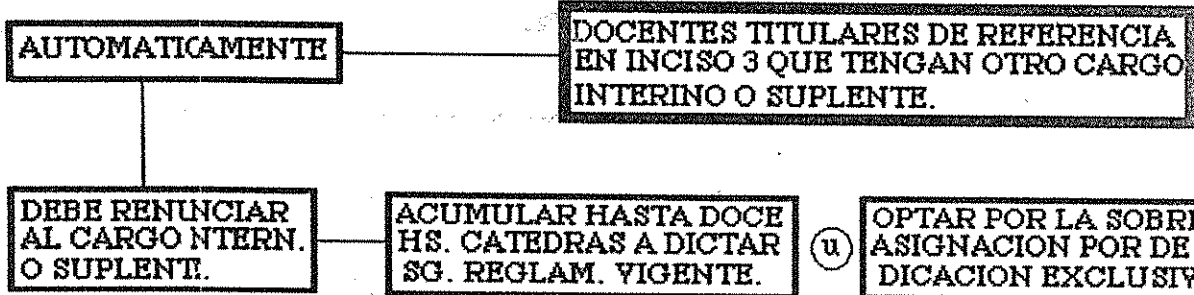 AUTOMATICAMENTE
DOCENTES TITULARES DE REFERENCIA
EN INCISO 3 QUE TENGAN OTRO CARGO
INTERINO O SUPLENTE.
DEBE RENUNCIAR
AL CARGO NTERN.
O SUPLENTE.
ACUMULAR HASTA DOCE
HS. CATEDRAS A DICTAR
SG. REGLAM. VIGENTE.
u
OPTAR POR LA SOBRE
ASIGNACION POR DE
DICACION EXCLUSIV